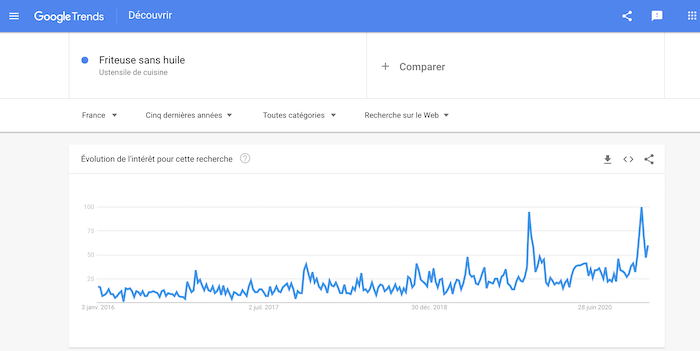 Google Trends Découvrir
Friteuse sans huile
Ustensile de cuisine
+ Comparer
France Cinq dernières années Toutes catégories Recherche sur le Web
Évolution de l'intérêt pour cette recherche ?
100
75
50
25
3 janv. 2016 2 juil. 2017 30 déc. 2018 28 juin 2020